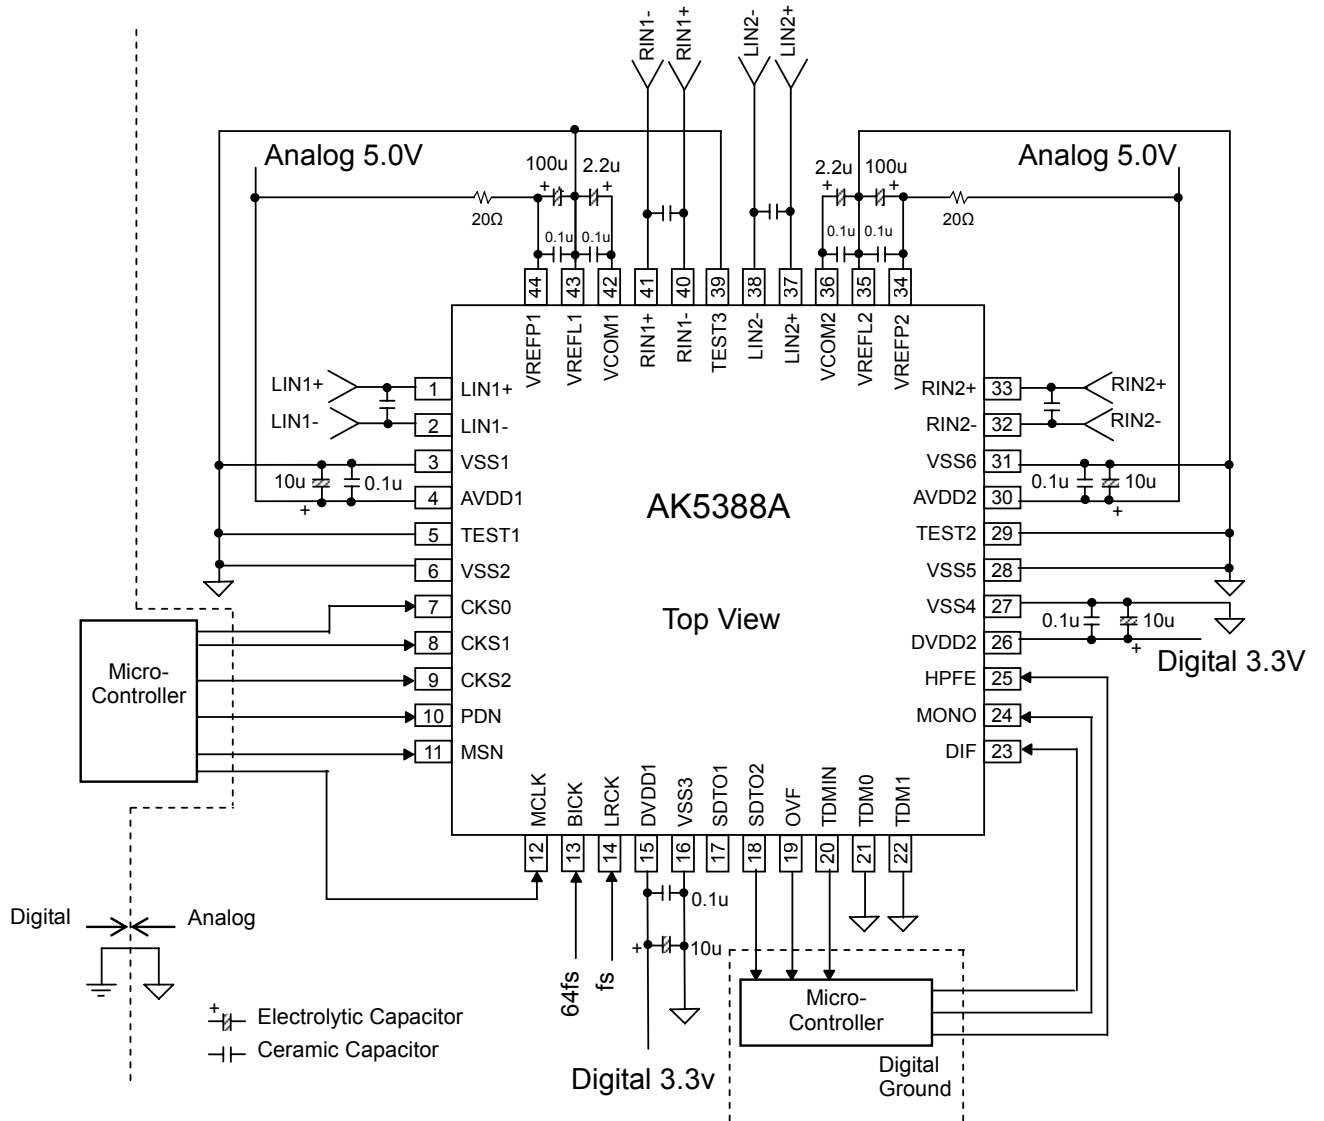 RIN1-
RIN1+
LIN2-
LIN2+
Analog 5.0V
100u
2.2u
+
+
20Ω
0.1u
0.1u
2.2u
100u
+
+
0.1u
0.1u
20Ω
Analog 5.0V
44
43
42
41
40
39
38
37
36
35
34
VREFP1
VREFL1
VCOM1
RIN1+
RIN1-
TEST3
LIN2-
LIN2+
VCOM2
VREFL2
VREFP2
LIN1+
1
LIN1+
LIN1-
2
LIN1-
3
VSS1
10u
+
0.1u
4
AVDD1
5
TEST1
6
VSS2
7
CKS0
8
CKS1
9
CKS2
10
PDN
11
MSN
Micro-
Controller
AK5388A
Top View
RIN2+
33
RIN2+
RIN2-
32
RIN2-
VSS6
31
0.1u
10u
+
AVDD2
30
TEST2
29
VSS5
28
VSS4
27
0.1u
10u
+
DVDD2
26
Digital 3.3V
HPFE
25
MONO
24
DIF
23
MCLK
BICK
LRCK
DVDD1
VSS3
SDTO1
SDTO2
OVF
TDMIN
TDM0
TDM1
12
13
14
15
16
17
18
19
20
21
22
0.1u
+
10u
64fs
fs
Digital 3.3v
Digital
Analog
+
Electrolytic Capacitor
Ceramic Capacitor
Micro-
Controller
Digital
Ground